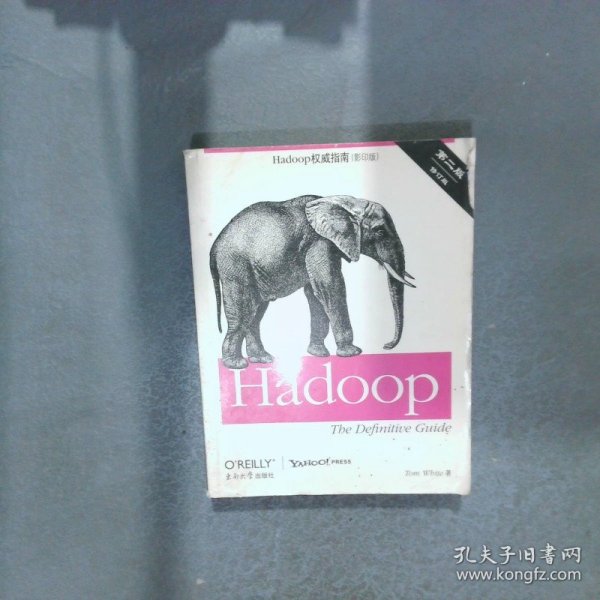 Hadoop权威指南(影印版)
第二版
修订版
Hadoop
The Definitive Guide
O'REILLY® YAHOO! PRESS
东南大学出版社
Tom White 著
孔夫子旧书网
www.kongfz.com